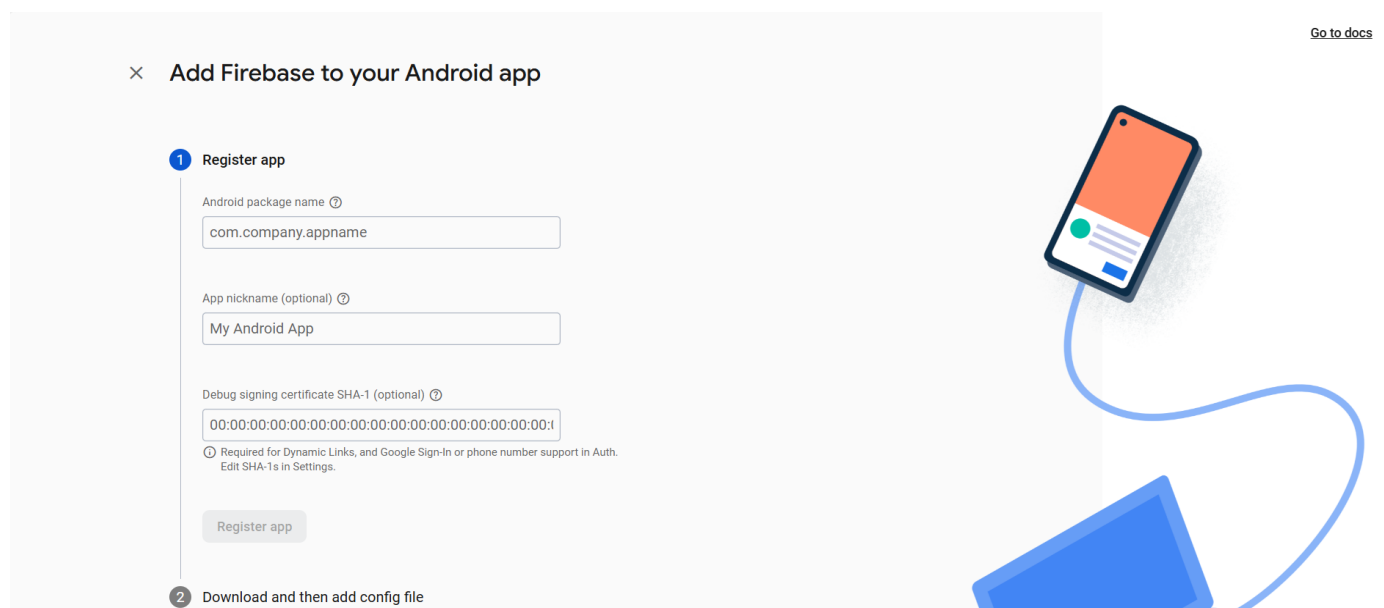 Go to docs
Add Firebase to your Android app
1 Register app
Android package name
com.company.appname
App nickname (optional)
My Android App
Debug signing certificate SHA-1 (optional)
00:00:00:00:00:00:00:00:00:00:00:00:00:00:00:00:00:(
Required for Dynamic Links, and Google Sign-In or phone number support in Auth.
Edit SHA-1s in Settings.
Register app
2 Download and then add config file